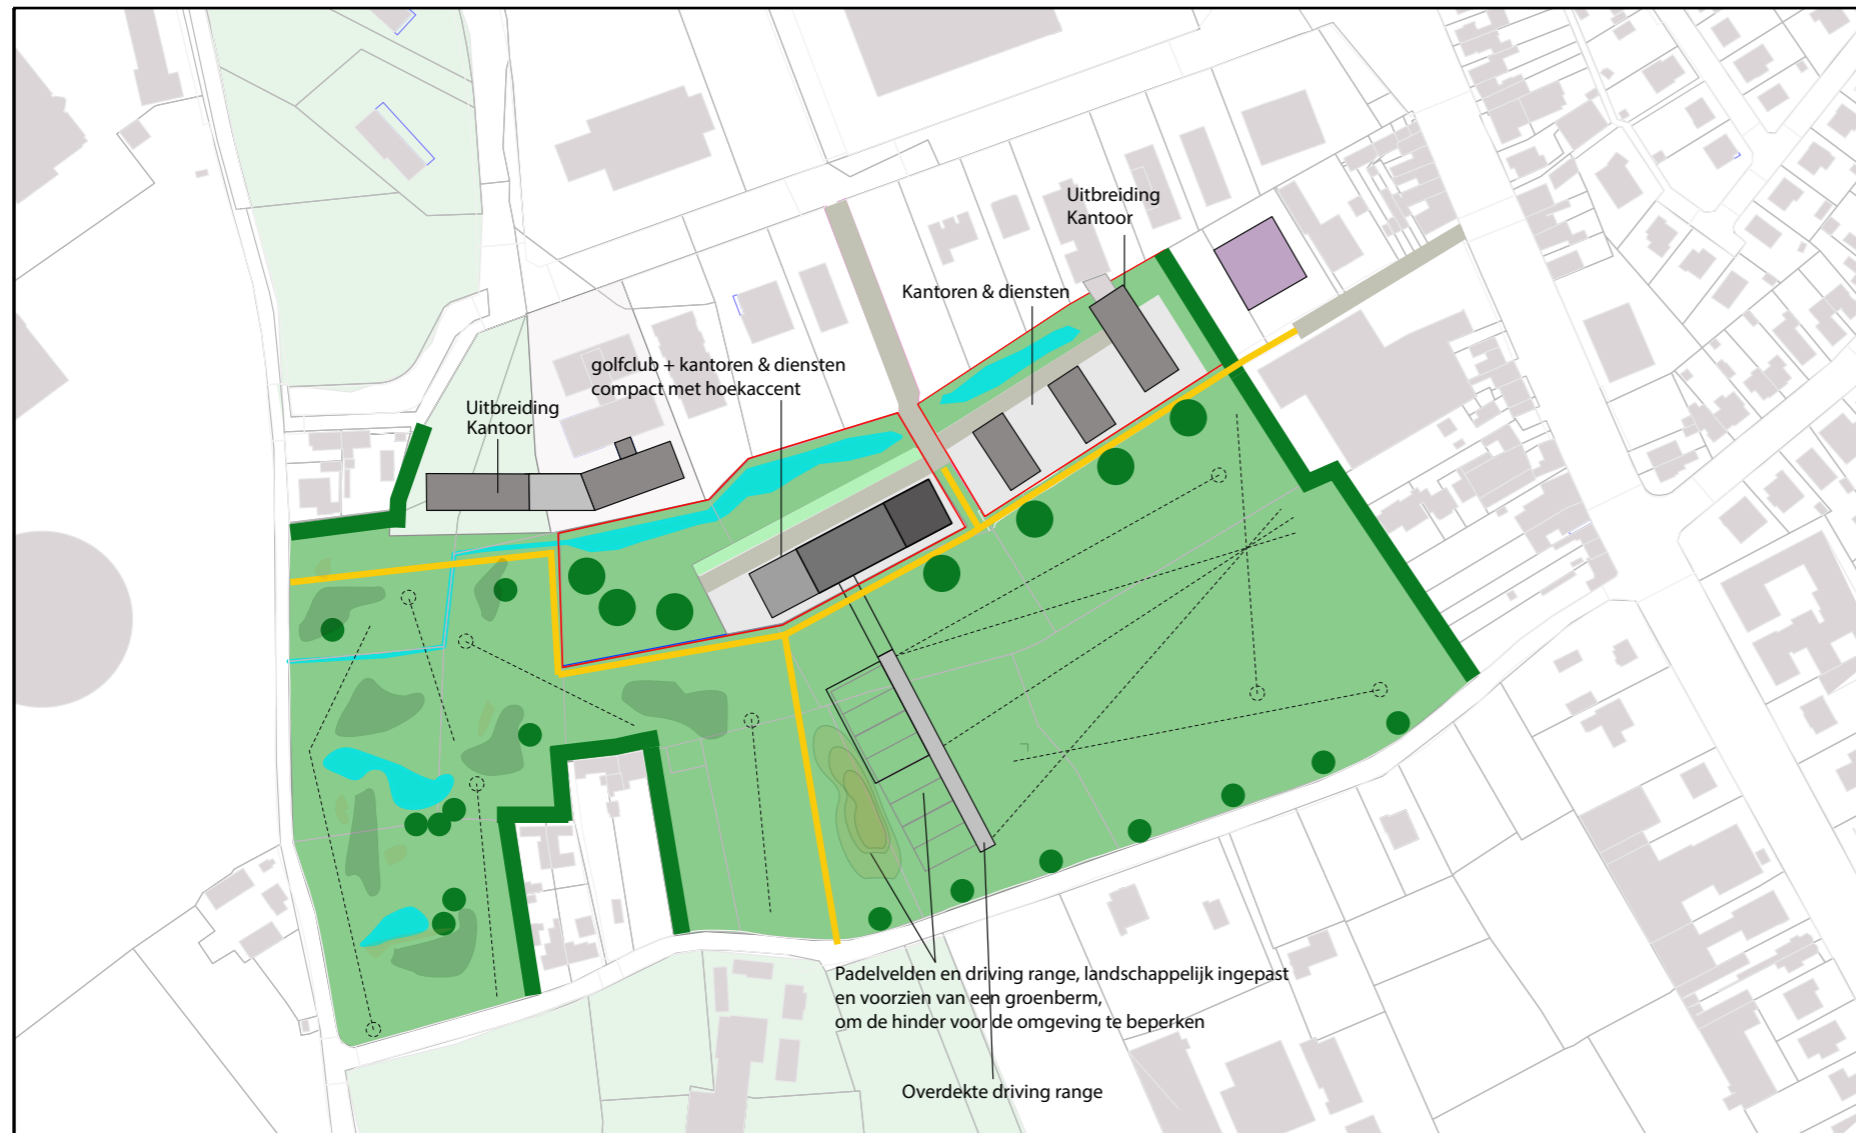 Uitbreiding
Kantoor
Kantoren & diensten
golfclub + kantoren & diensten
compact met hoekaccent
Uitbreiding
Kantoor
Padelvelden en driving range, landschappelijk ingepast
en voorzien van een groenberm,
om de hinder voor de omgeving te beperken
Overdekte driving range